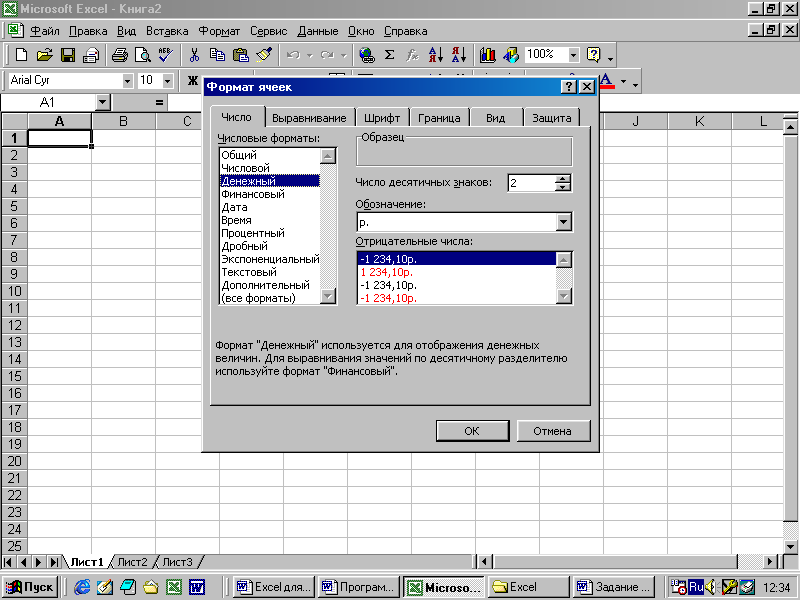 Microsoft Excel - Книга2
Файл Правка Вид Вставка Формат Сервис Данные Окно Справка
100%
Arial Cyr 10 Ж
A1 =
Формат ячеек
Число Выравнивание Шрифт Граница Вид Защита
Числовые форматы:
Общий
Числовой
Денежный
Финансовый
Дата
Время
Процентный
Дробный
Экспоненциальный
Текстовый
Дополнительный
(все форматы)
Образец
Число десятичных знаков: 2
Обозначение:
р.
Отрицательные числа:
-1 234,10р.
1 234,10р.
-1 234,10р.
-1 234,10р.
Формат "Денежный" используется для отображения денежных
величин. Для выравнивания значений по десятичному разделителю
используйте формат "Финансовый".
ОК Отмена
A B C J K L
1
2
3
4
5
6
7
8
9
10
11
12
13
14
15
16
17
18
19
20
21
22
23
24
25
Лист1 Лист2 Лист3
Пуск Excel для... Програм... Microso... Excel Задание ... Ru 12:34